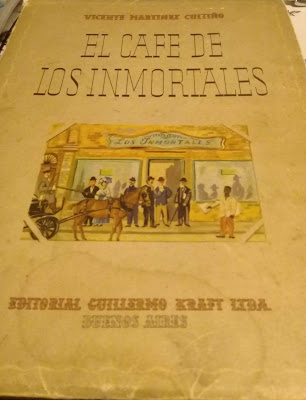 VICENTE MARTINEZ CUITIÑO
EL CAFE DE
LOS INMORTALES
LOS INMORTALES
EDITORIAL GUILLERMO KRAFT LTDA.
BUENOS AIRES